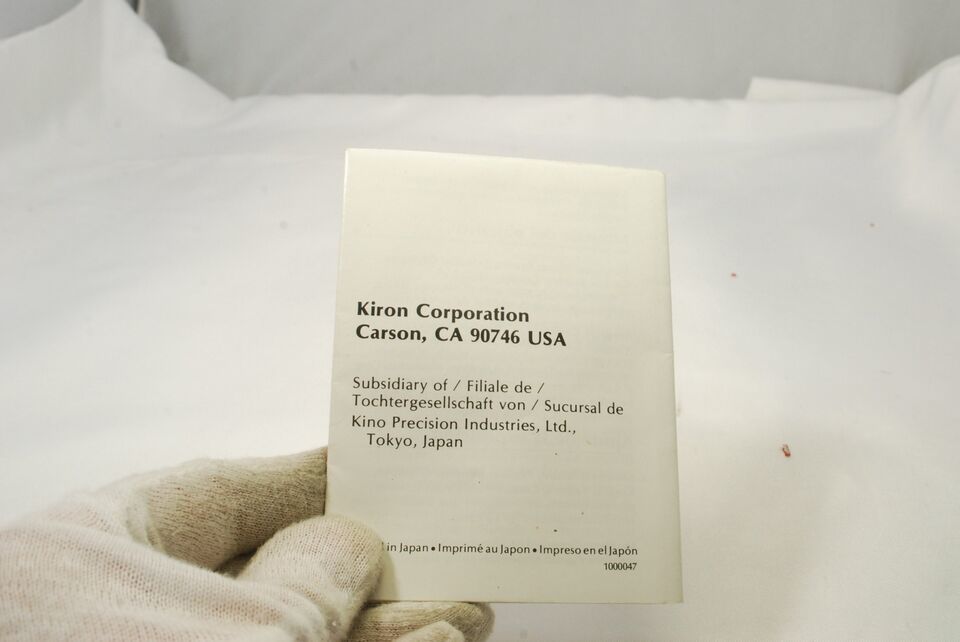 Kiron Corporation
Carson, CA 90746 USA
Subsidiary of / Filiale de /
Tochtergesellschaft von / Sucursal de
Kino Precision Industries, Ltd.,
Tokyo, Japan
in Japan • Imprimé au Japon • Impreso en el Japón
1000047